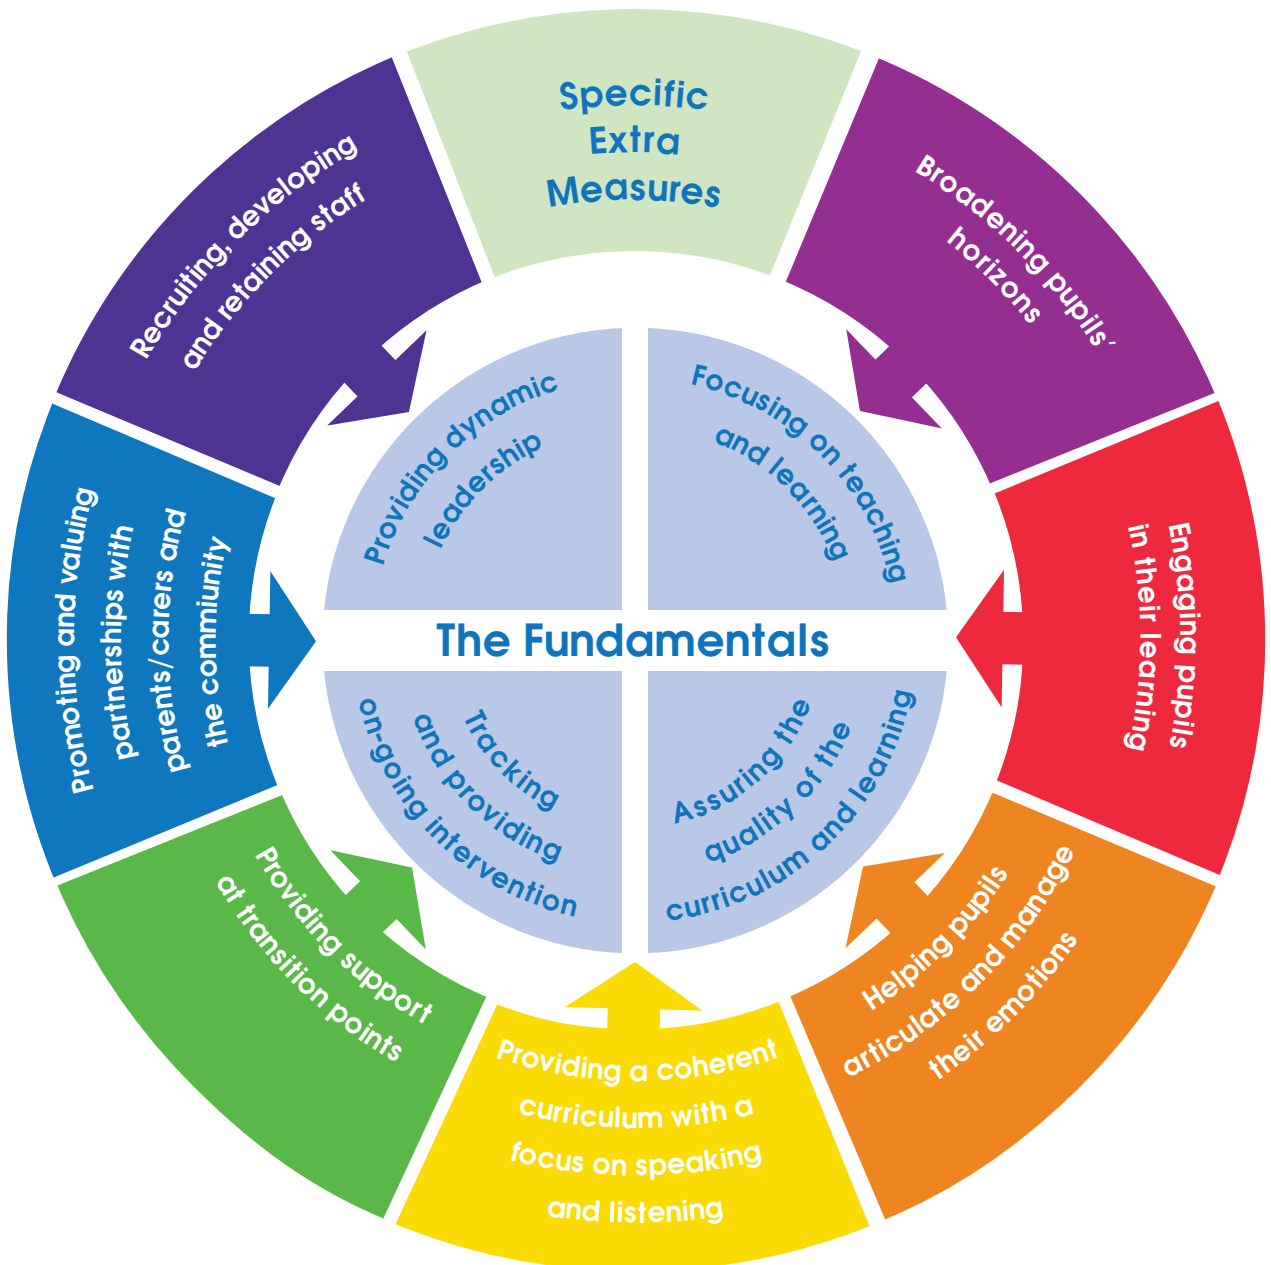 Specific
Extra
Measures
Broadening pupils’
horizons
Engaging pupils
in their learning
Helping pupils
articulate and manage
their emotions
Providing a coherent
curriculum with a
focus on speaking
and listening
Providing support
at transition points
Promoting and valuing
partnerships with
parents/carers and
the commiunity
Recruiting, developing
and retaining staff
Providing dynamic
leadership
Focusing on teaching
and learning
The Fundamentals
Tracking
and providing
on-going intervention
Assuring the
quality of the
curriculum and learning